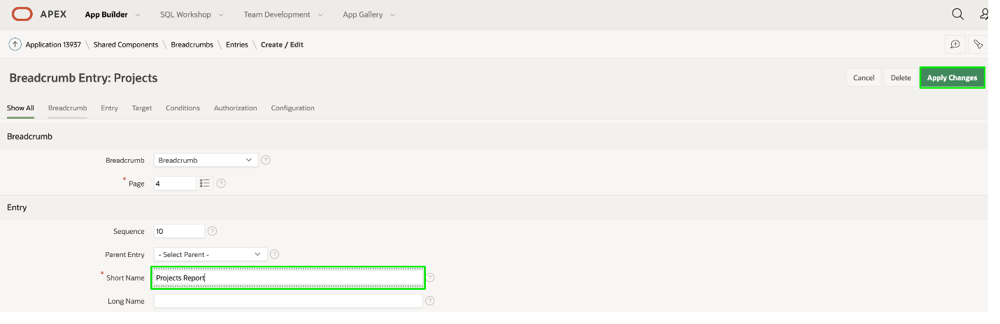 APEX App Builder SQL Workshop Team Development App Gallery
Application 13937 \ Shared Components \ Breadcrumbs \ Entries \ Create / Edit
Breadcrumb Entry: Projects Cancel Delete Apply Changes
Show All Breadcrumb Entry Target Conditions Authorization Configuration
Breadcrumb
Breadcrumb Breadcrumb ?
* Page 4 ?
Entry
Sequence 10 ?
Parent Entry - Select Parent - ?
* Short Name Projects Report ?
Long Name ?